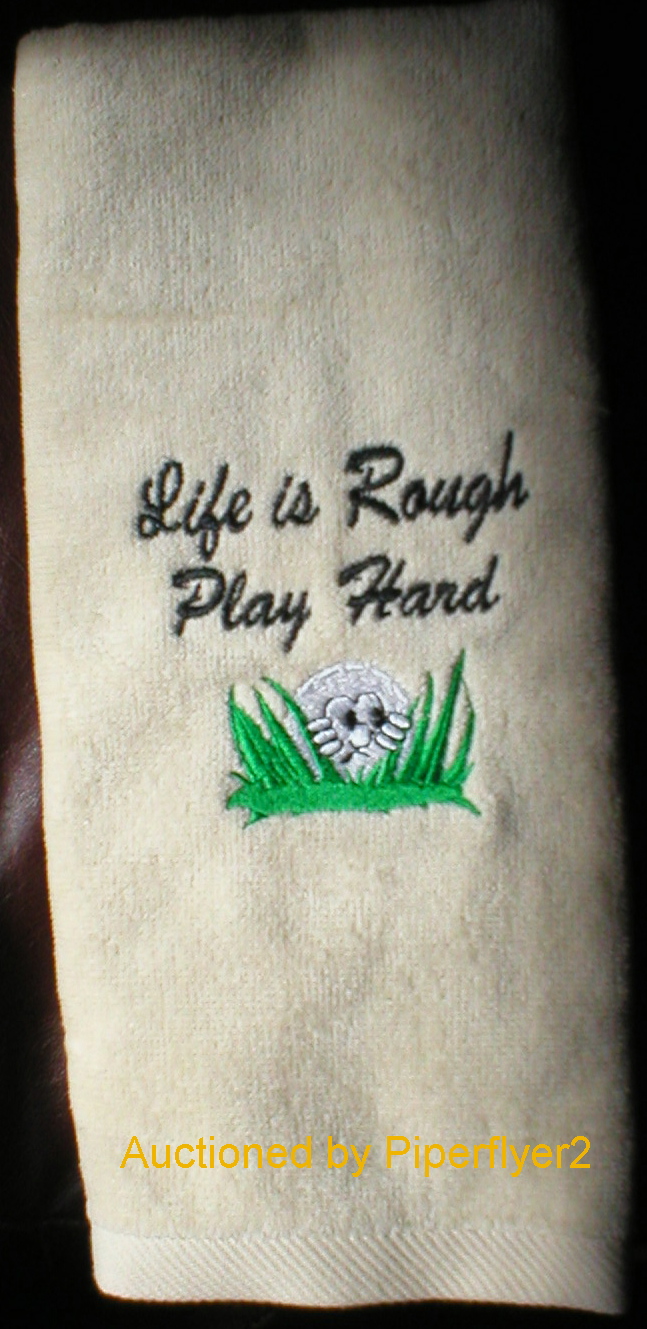 Life is Rough
Play Hard
Auctioned by Piperflyer2